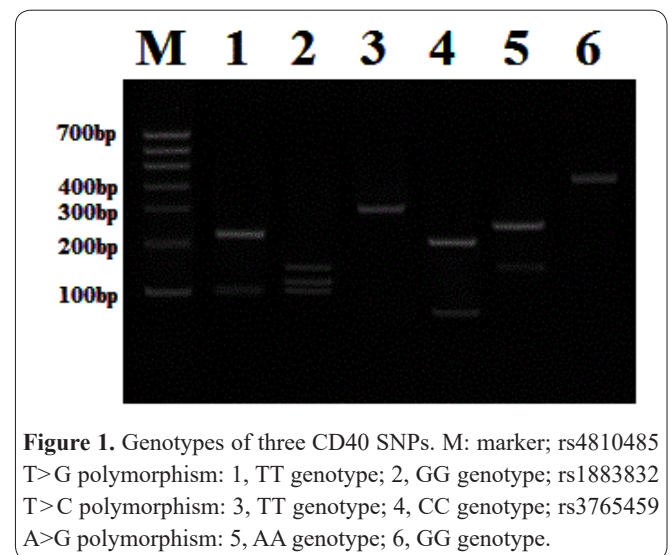 M 1 2 3 4 5 6
700bp
400bp
300bp
200bp
100bp
Figure 1. Genotypes of three CD40 SNPs. M: marker; rs4810485
T> G polymorphism: 1, TT genotype; 2, GG genotype; rs1883832
T>C polymorphism: 3, TT genotype; 4, CC genotype; rs3765459
A>G polymorphism: 5, AA genotype; 6, GG genotype.